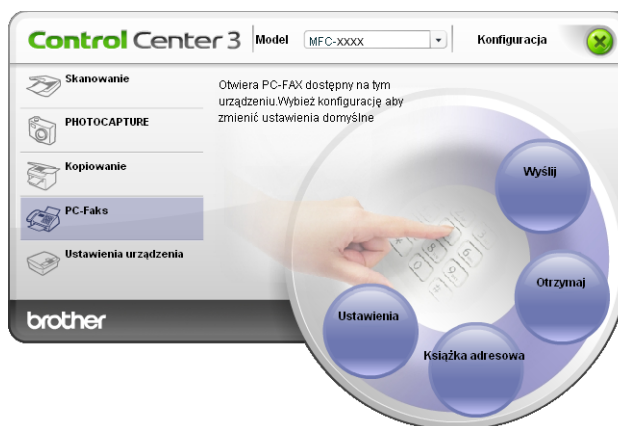 Control Center 3
Model
MFC-XXXX
Konfiguracja
Skanowanie
PHOTOCAPTURE
Kopiowanie
PC-Faks
Ustawienia urządzenia
Otwiera PC-FAX dostępny na tym
urządzeniu.Wybież konfigurację aby
zmienić ustawienia domyślne
Wyślij
Otrzymaj
Książka adresowa
Ustawienia
brother